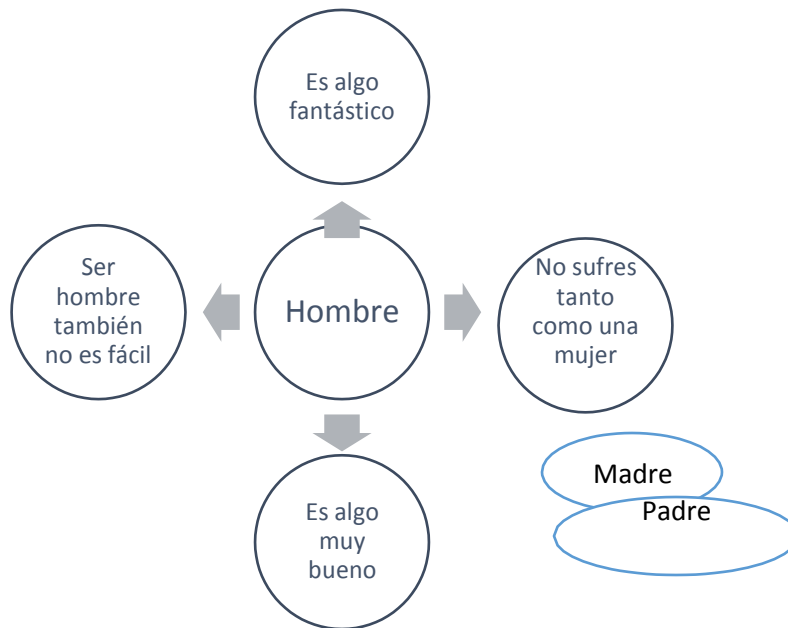 Es algo
fantástico
Ser
hombre
también
no es fácil
Hombre
No sufres
tanto
como una
mujer
Es algo
muy
bueno
Madre
Padre